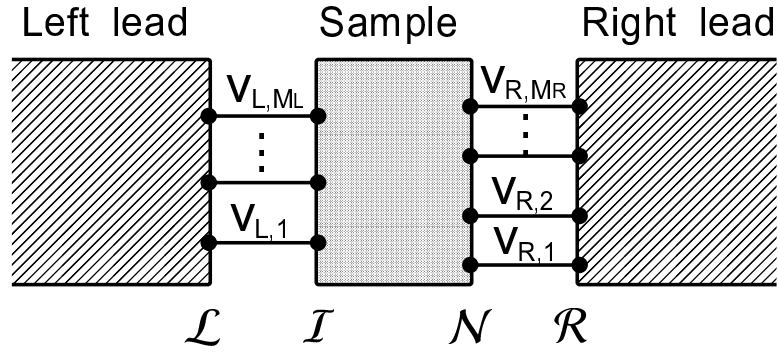 Left lead Sample Right lead
V_{L,M_L} V_{R,M_R}
V_{R,2}
V_{L,1} V_{R,1}
ℒ ℐ 𝒩 ℛ